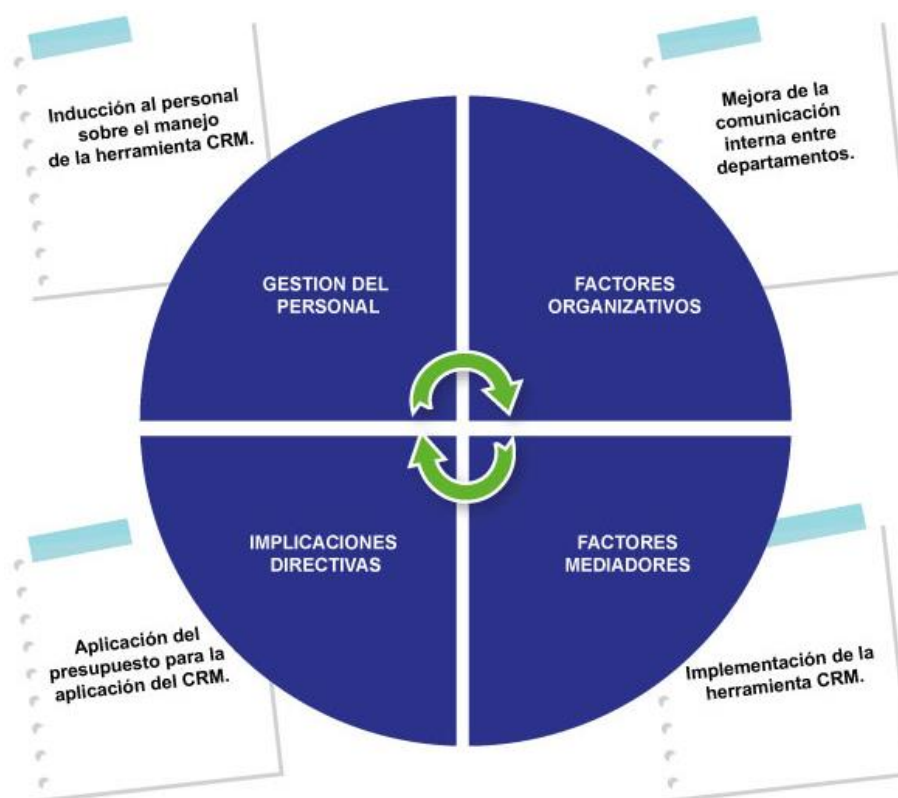 Inducción al personal
sobre el manejo
de la herramienta CRM.
Mejora de la
comunicación
interna entre
departamentos.
GESTION DEL
PERSONAL
FACTORES
ORGANIZATIVOS
IMPLICACIONES
DIRECTIVAS
FACTORES
MEDIADORES
Aplicación del
presupuesto para la
aplicación del CRM.
Implementación de la
herramienta CRM.